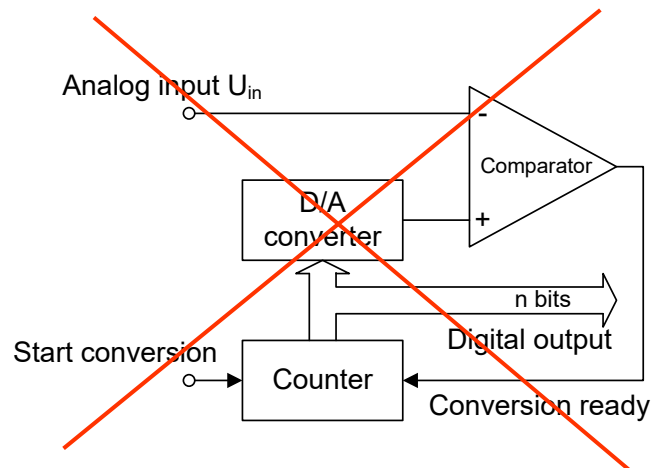 Analog input Uin
-
Comparator
D/A
converter
+
n bits
Digital output
Start conversion
Counter
Conversion ready